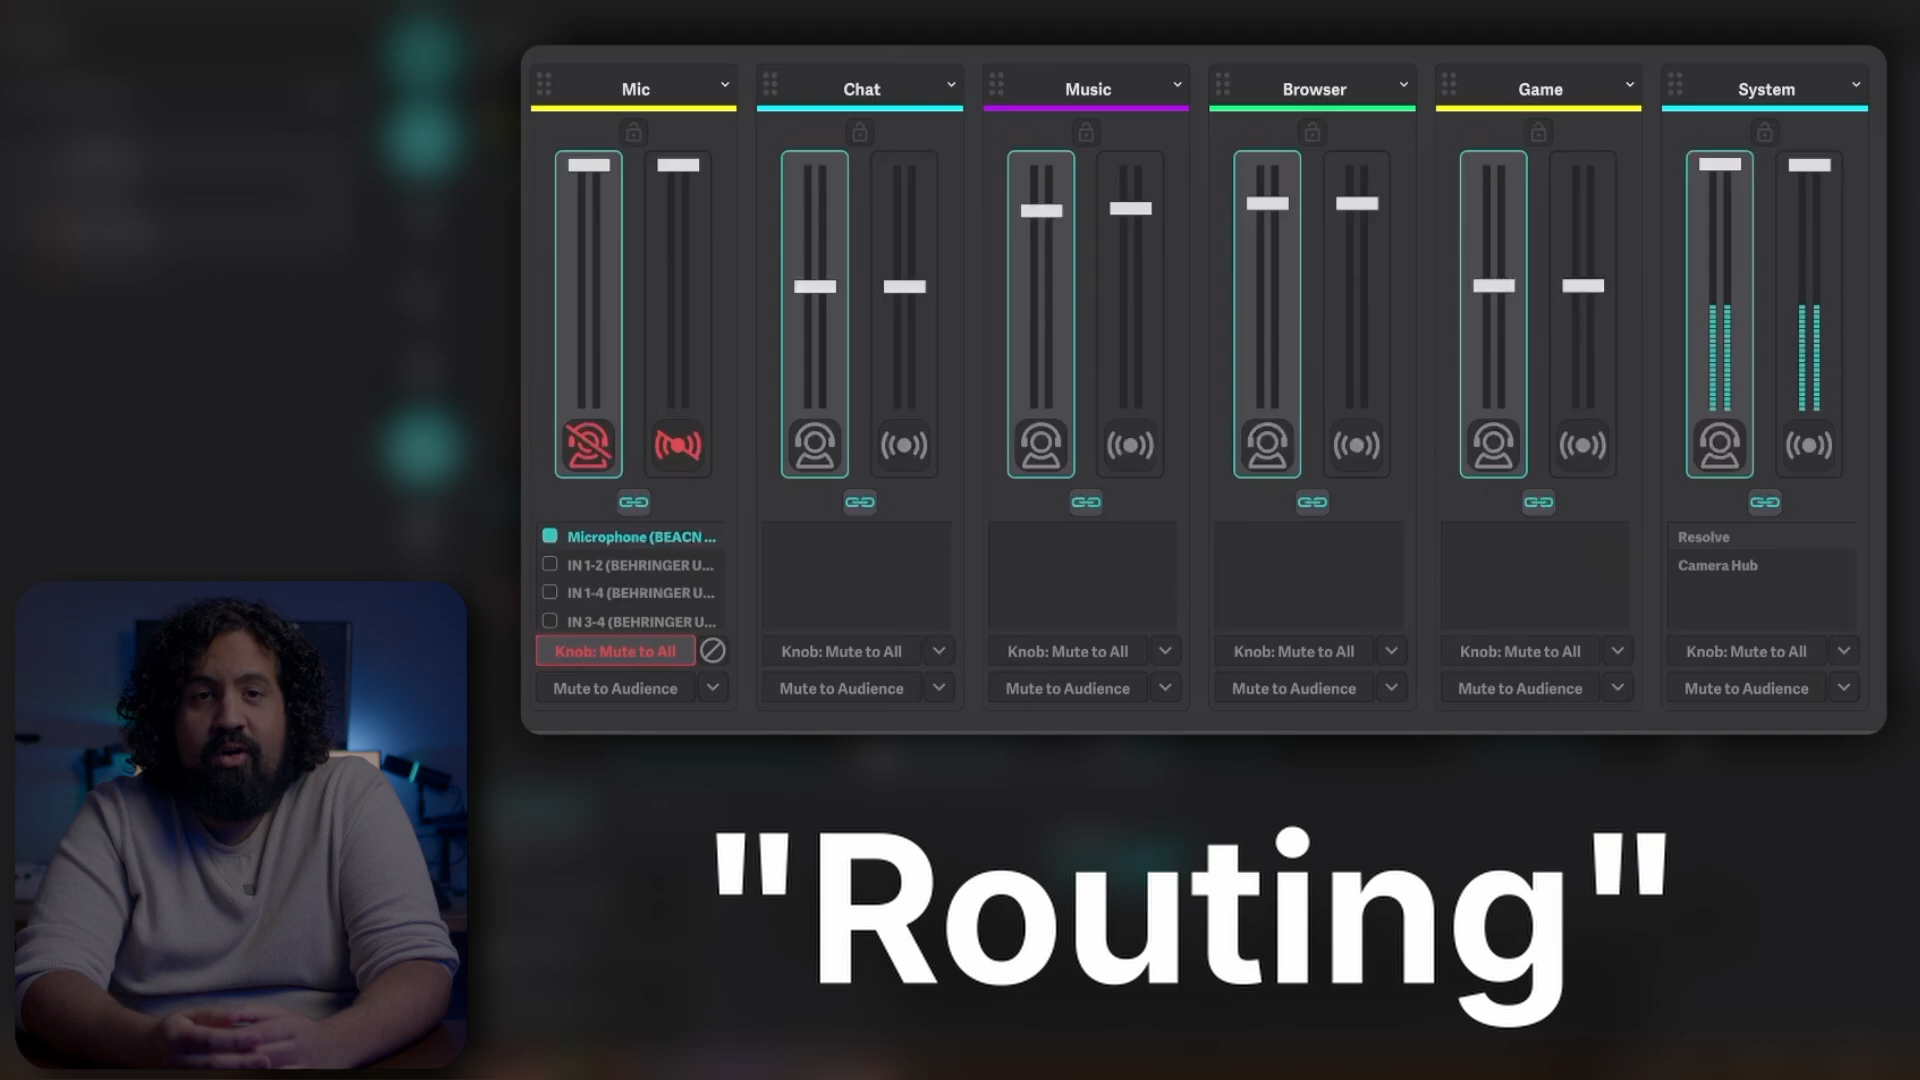 Mic
Chat
Music
Browser
Game
System
Microphone (BEACN ...
IN 1-2 (BEHRINGER U...
IN 1-4 (BEHRINGER U...
IN 3-4 (BEHRINGER U...
Resolve
Camera Hub
Knob: Mute to All
Knob: Mute to All
Knob: Mute to All
Knob: Mute to All
Knob: Mute to All
Knob: Mute to All
Mute to Audience
Mute to Audience
Mute to Audience
Mute to Audience
Mute to Audience
Mute to Audience
"Routing"